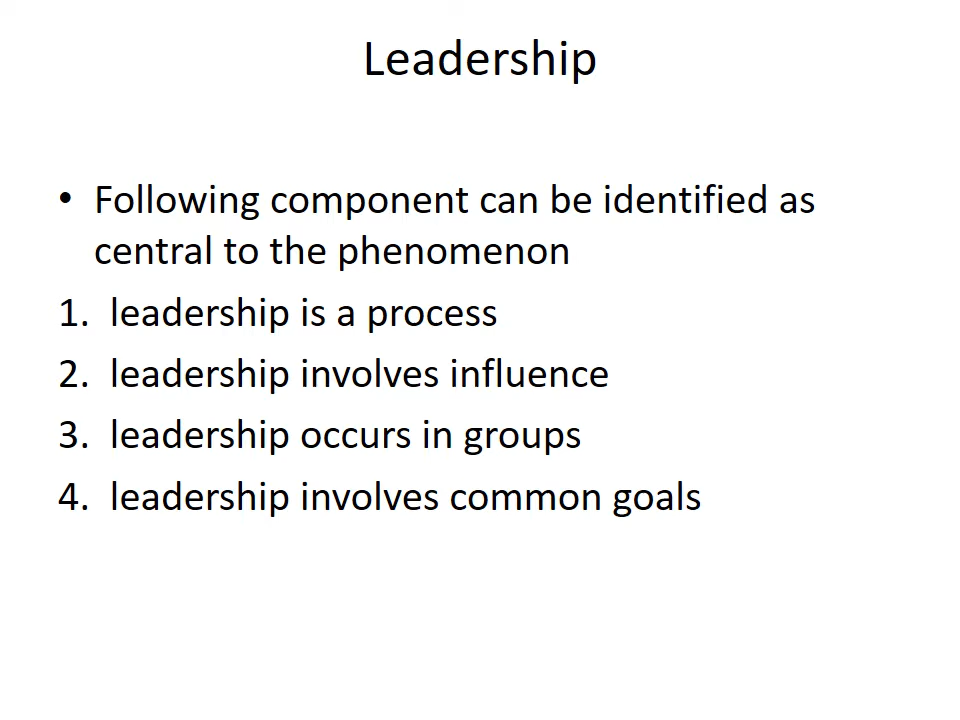 Leadership
• Following component can be identified as
central to the phenomenon
1. leadership is a process
2. leadership involves influence
3. leadership occurs in groups
4. leadership involves common goals